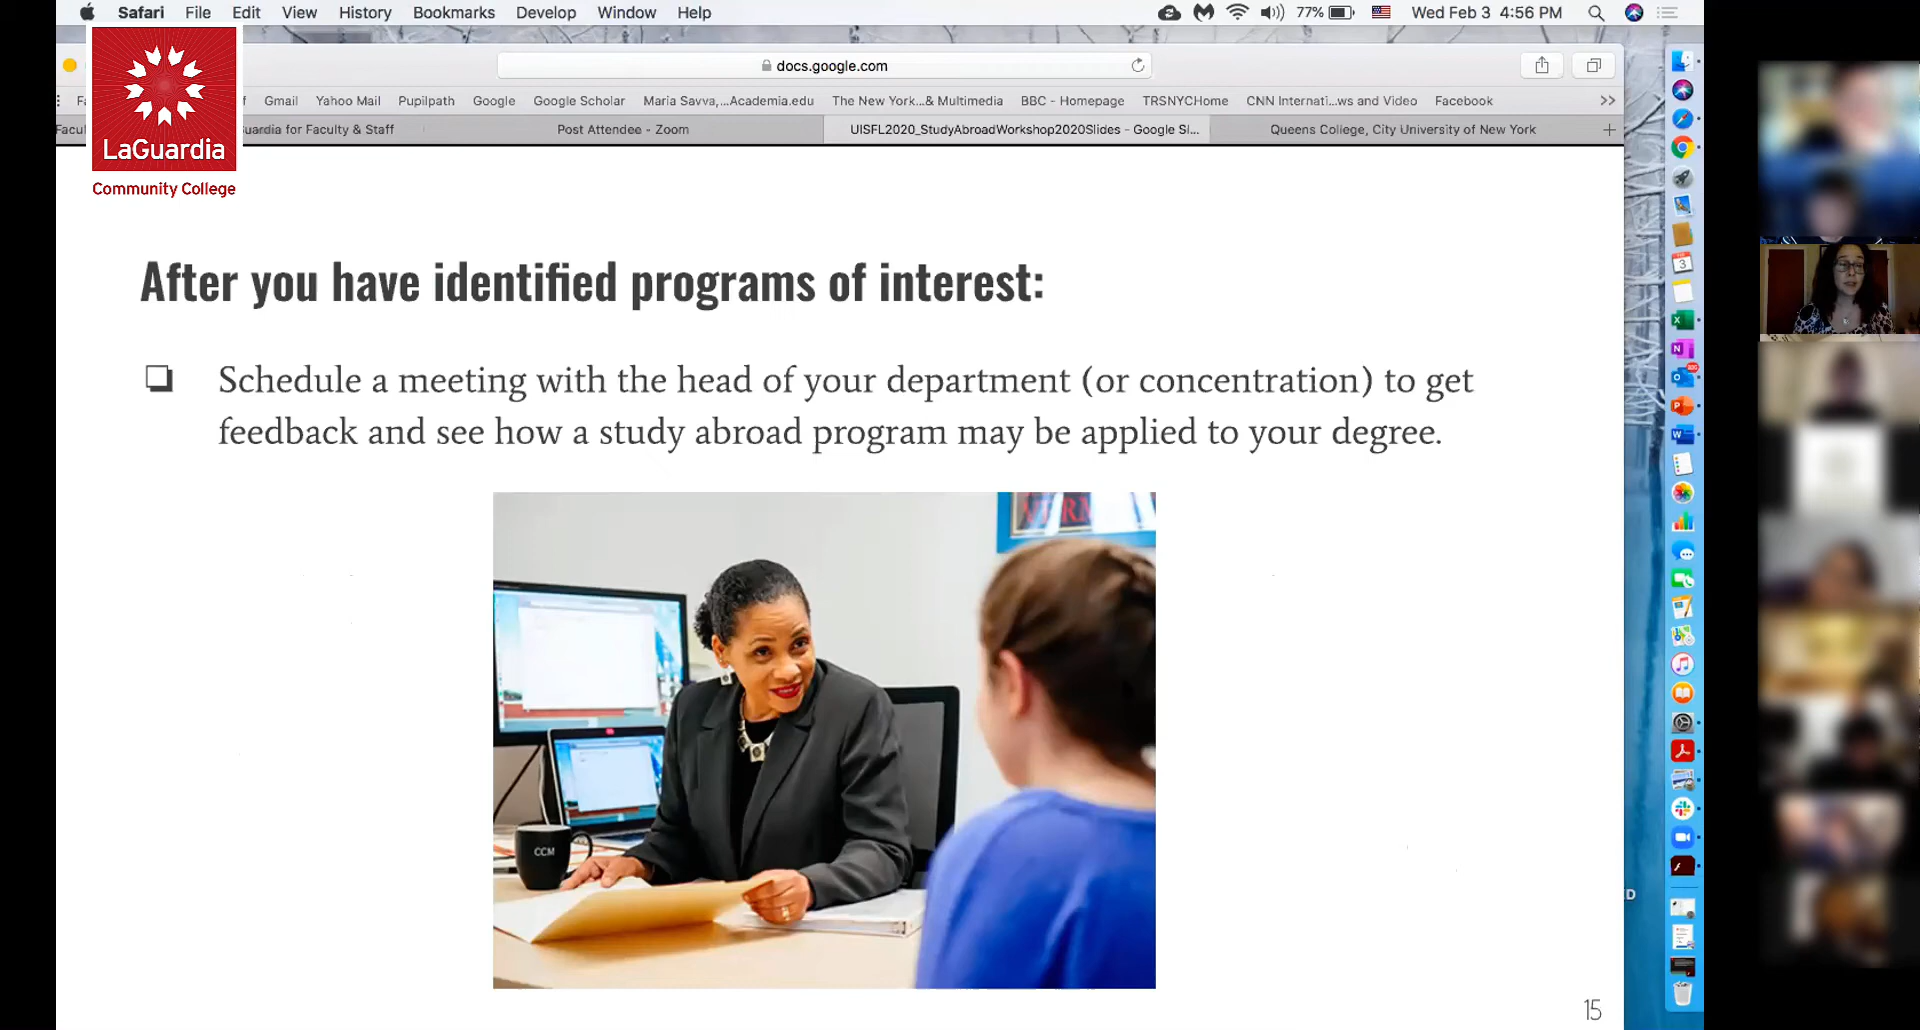 Safari File Edit View History Bookmarks Develop Window Help 77% Wed Feb 3 4:56 PM
docs.google.com
Gmail Yahoo Mail Pupilpath Google Google Scholar Maria Savva,...Academia.edu The New York...& Multimedia BBC - Homepage TRSNYCHome CNN Internati...ws and Video Facebook
for Faculty & Staff Post Attendee - Zoom UISFL2020_StudyAbroadWorkshop2020Slides - Google Sl... Queens College, City University of New York
LaGuardia
Community College
After you have identified programs of interest:
Schedule a meeting with the head of your department (or concentration) to get
feedback and see how a study abroad program may be applied to your degree.
CCM
15